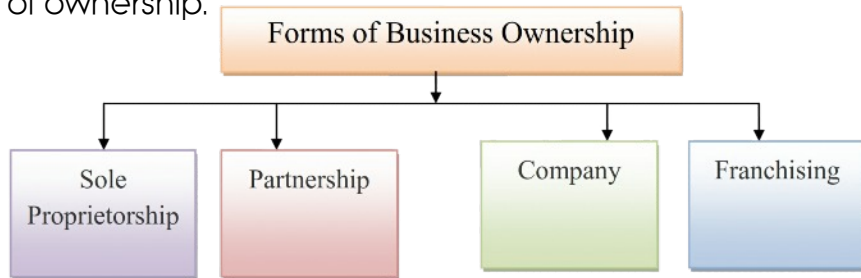 of ownership.
Forms of Business Ownership
Sole
Proprietorship
Partnership
Company
Franchising